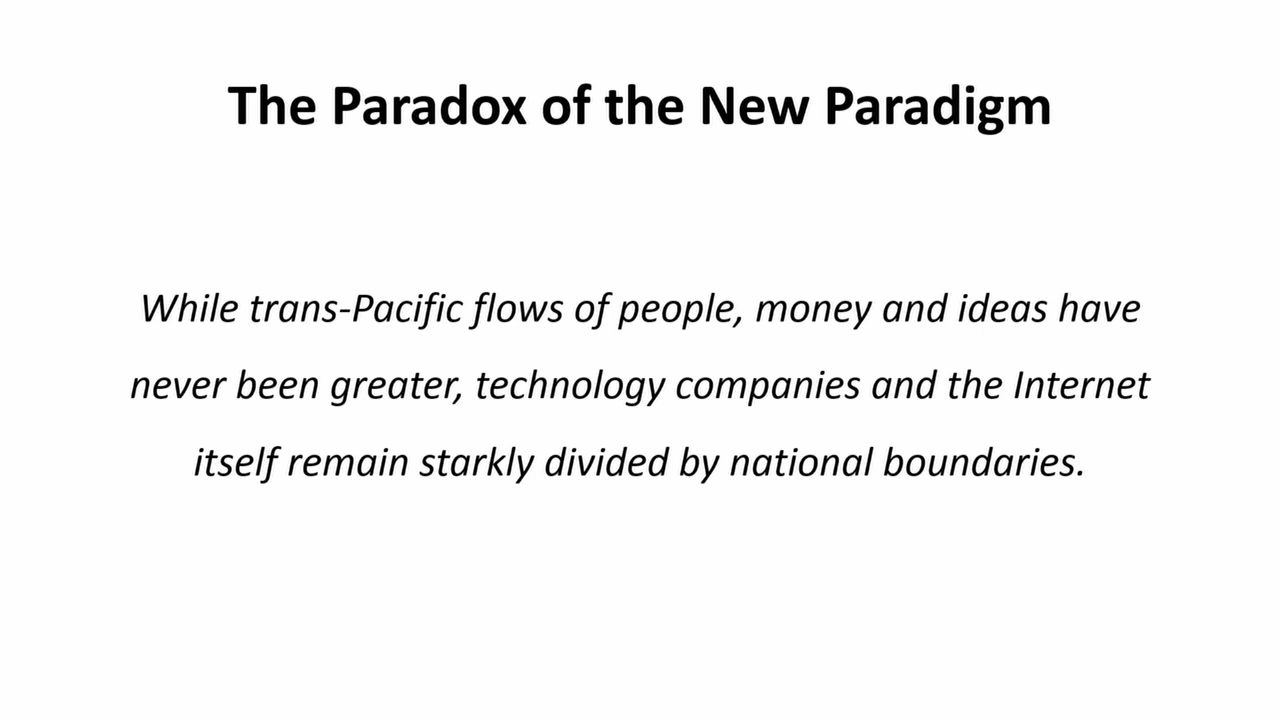 The Paradox of the New Paradigm
While trans-Pacific flows of people, money and ideas have
never been greater, technology companies and the Internet
itself remain starkly divided by national boundaries.